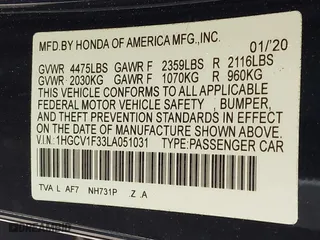 MFD. BY HONDA OF AMERICA MFG., INC.
01/'20
GVWR 4475LBS GAWR F 2359LBS R 2116LBS
GVWR 2030KG GAWR F 1070KG R 960KG
THIS VEHICLE CONFORMS TO ALL APPLICABLE
FEDERAL MOTOR VEHICLE SAFETY, BUMPER,
AND THEFT PREVENTION STANDARDS IN EFFECT
ON THE DATE OF MANUFACTURE SHOWN ABOVE.
V.I.N: 1HGCV1F33LA051031 TYPE:PASSENGER CAR
TVA L AF7 NH731P Z .A